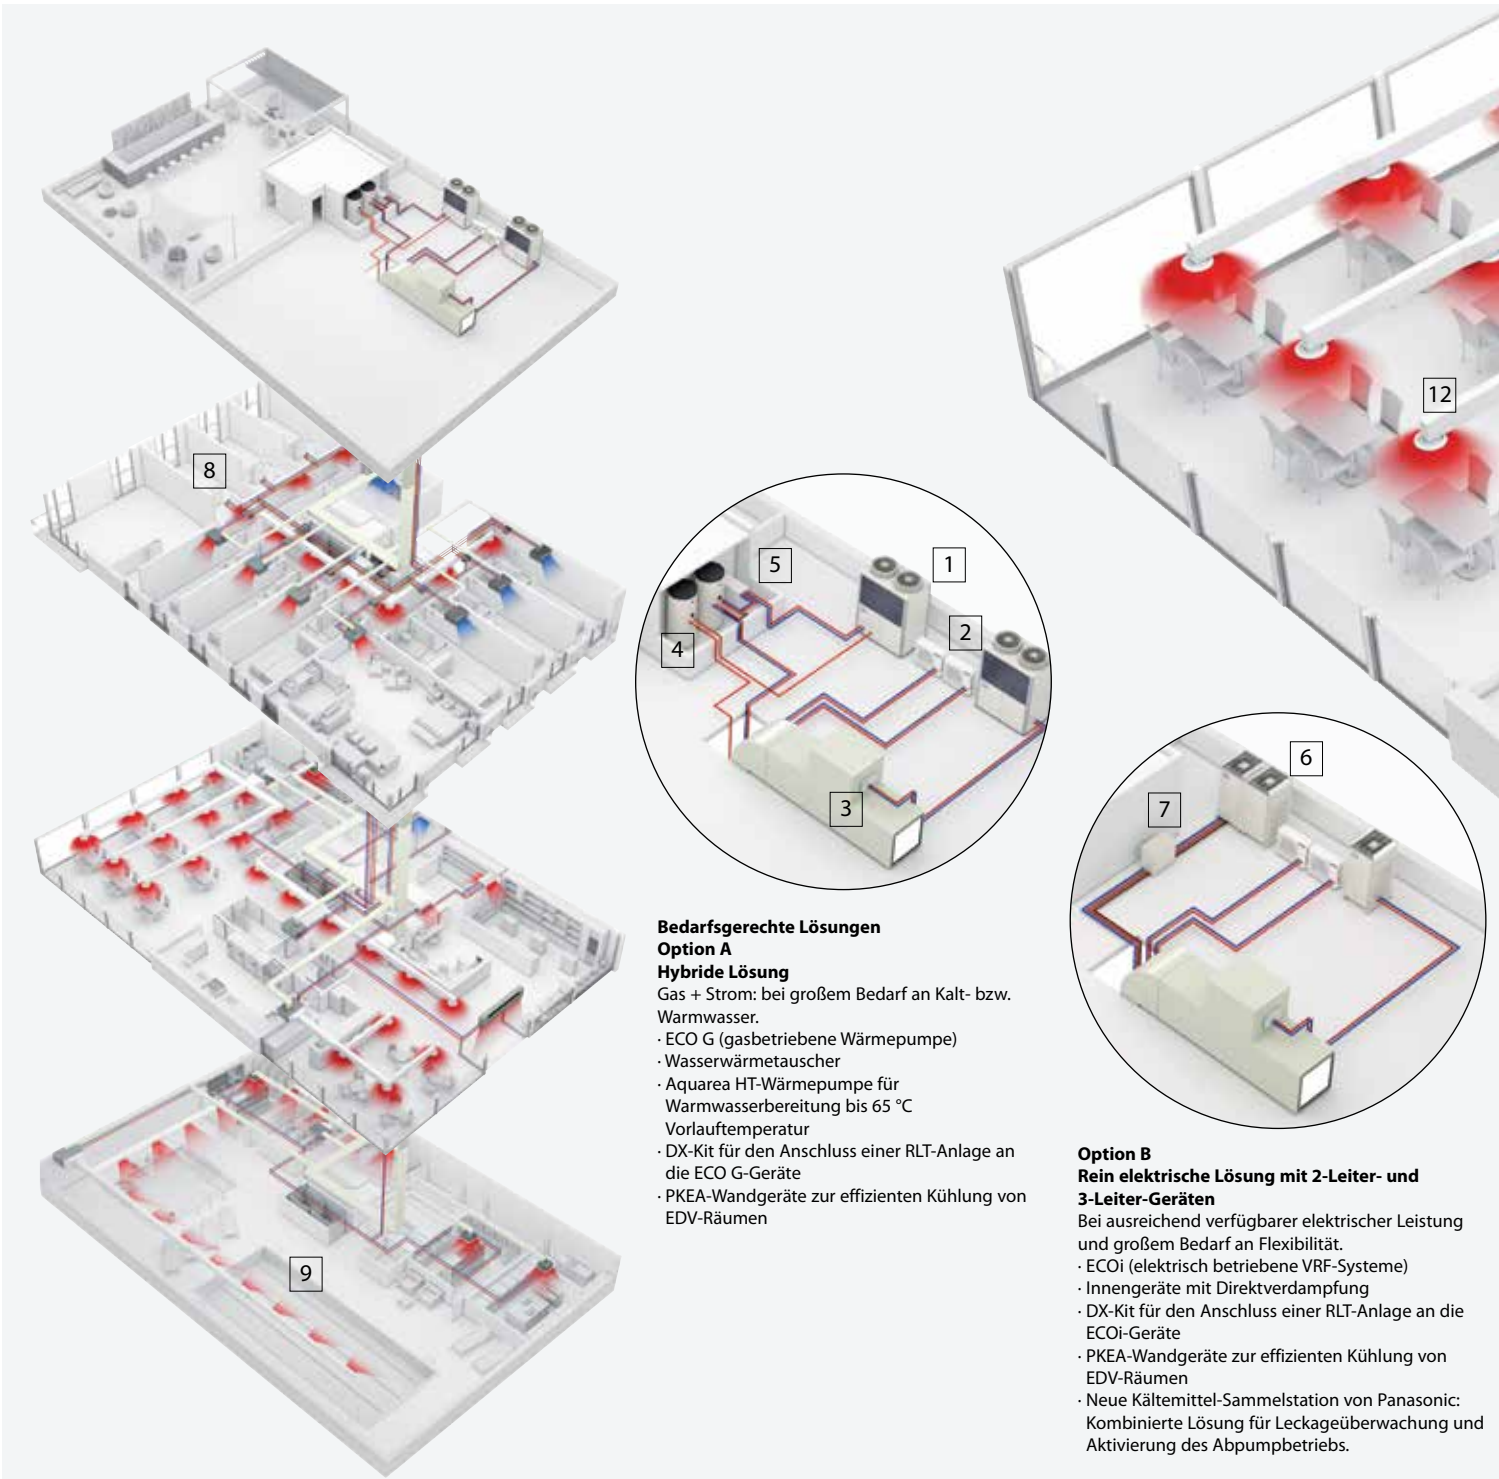 8
12
5
1
2
4
3
6
7
9
Bedarfsgerechte Lösungen
Option A
Hybride Lösung
Gas + Strom: bei großem Bedarf an Kalt- bzw.
Warmwasser.
· ECO G (gasbetriebene Wärmepumpe)
· Wasserwärmetauscher
· Aquarea HT-Wärmepumpe für
Warmwasserbereitung bis 65 °C
Vorlauftemperatur
· DX-Kit für den Anschluss einer RLT-Anlage an
die ECO G-Geräte
· PKEA-Wandgeräte zur effizienten Kühlung von
EDV-Räumen
Option B
Rein elektrische Lösung mit 2-Leiter- und
3-Leiter-Geräten
Bei ausreichend verfügbarer elektrischer Leistung
und großem Bedarf an Flexibilität.
· ECOi (elektrisch betriebene VRF-Systeme)
· Innengeräte mit Direktverdampfung
· DX-Kit für den Anschluss einer RLT-Anlage an die
ECOi-Geräte
· PKEA-Wandgeräte zur effizienten Kühlung von
EDV-Räumen
· Neue Kältemittel-Sammelstation von Panasonic:
Kombinierte Lösung für Leckageüberwachung und
Aktivierung des Abpumpbetriebs.